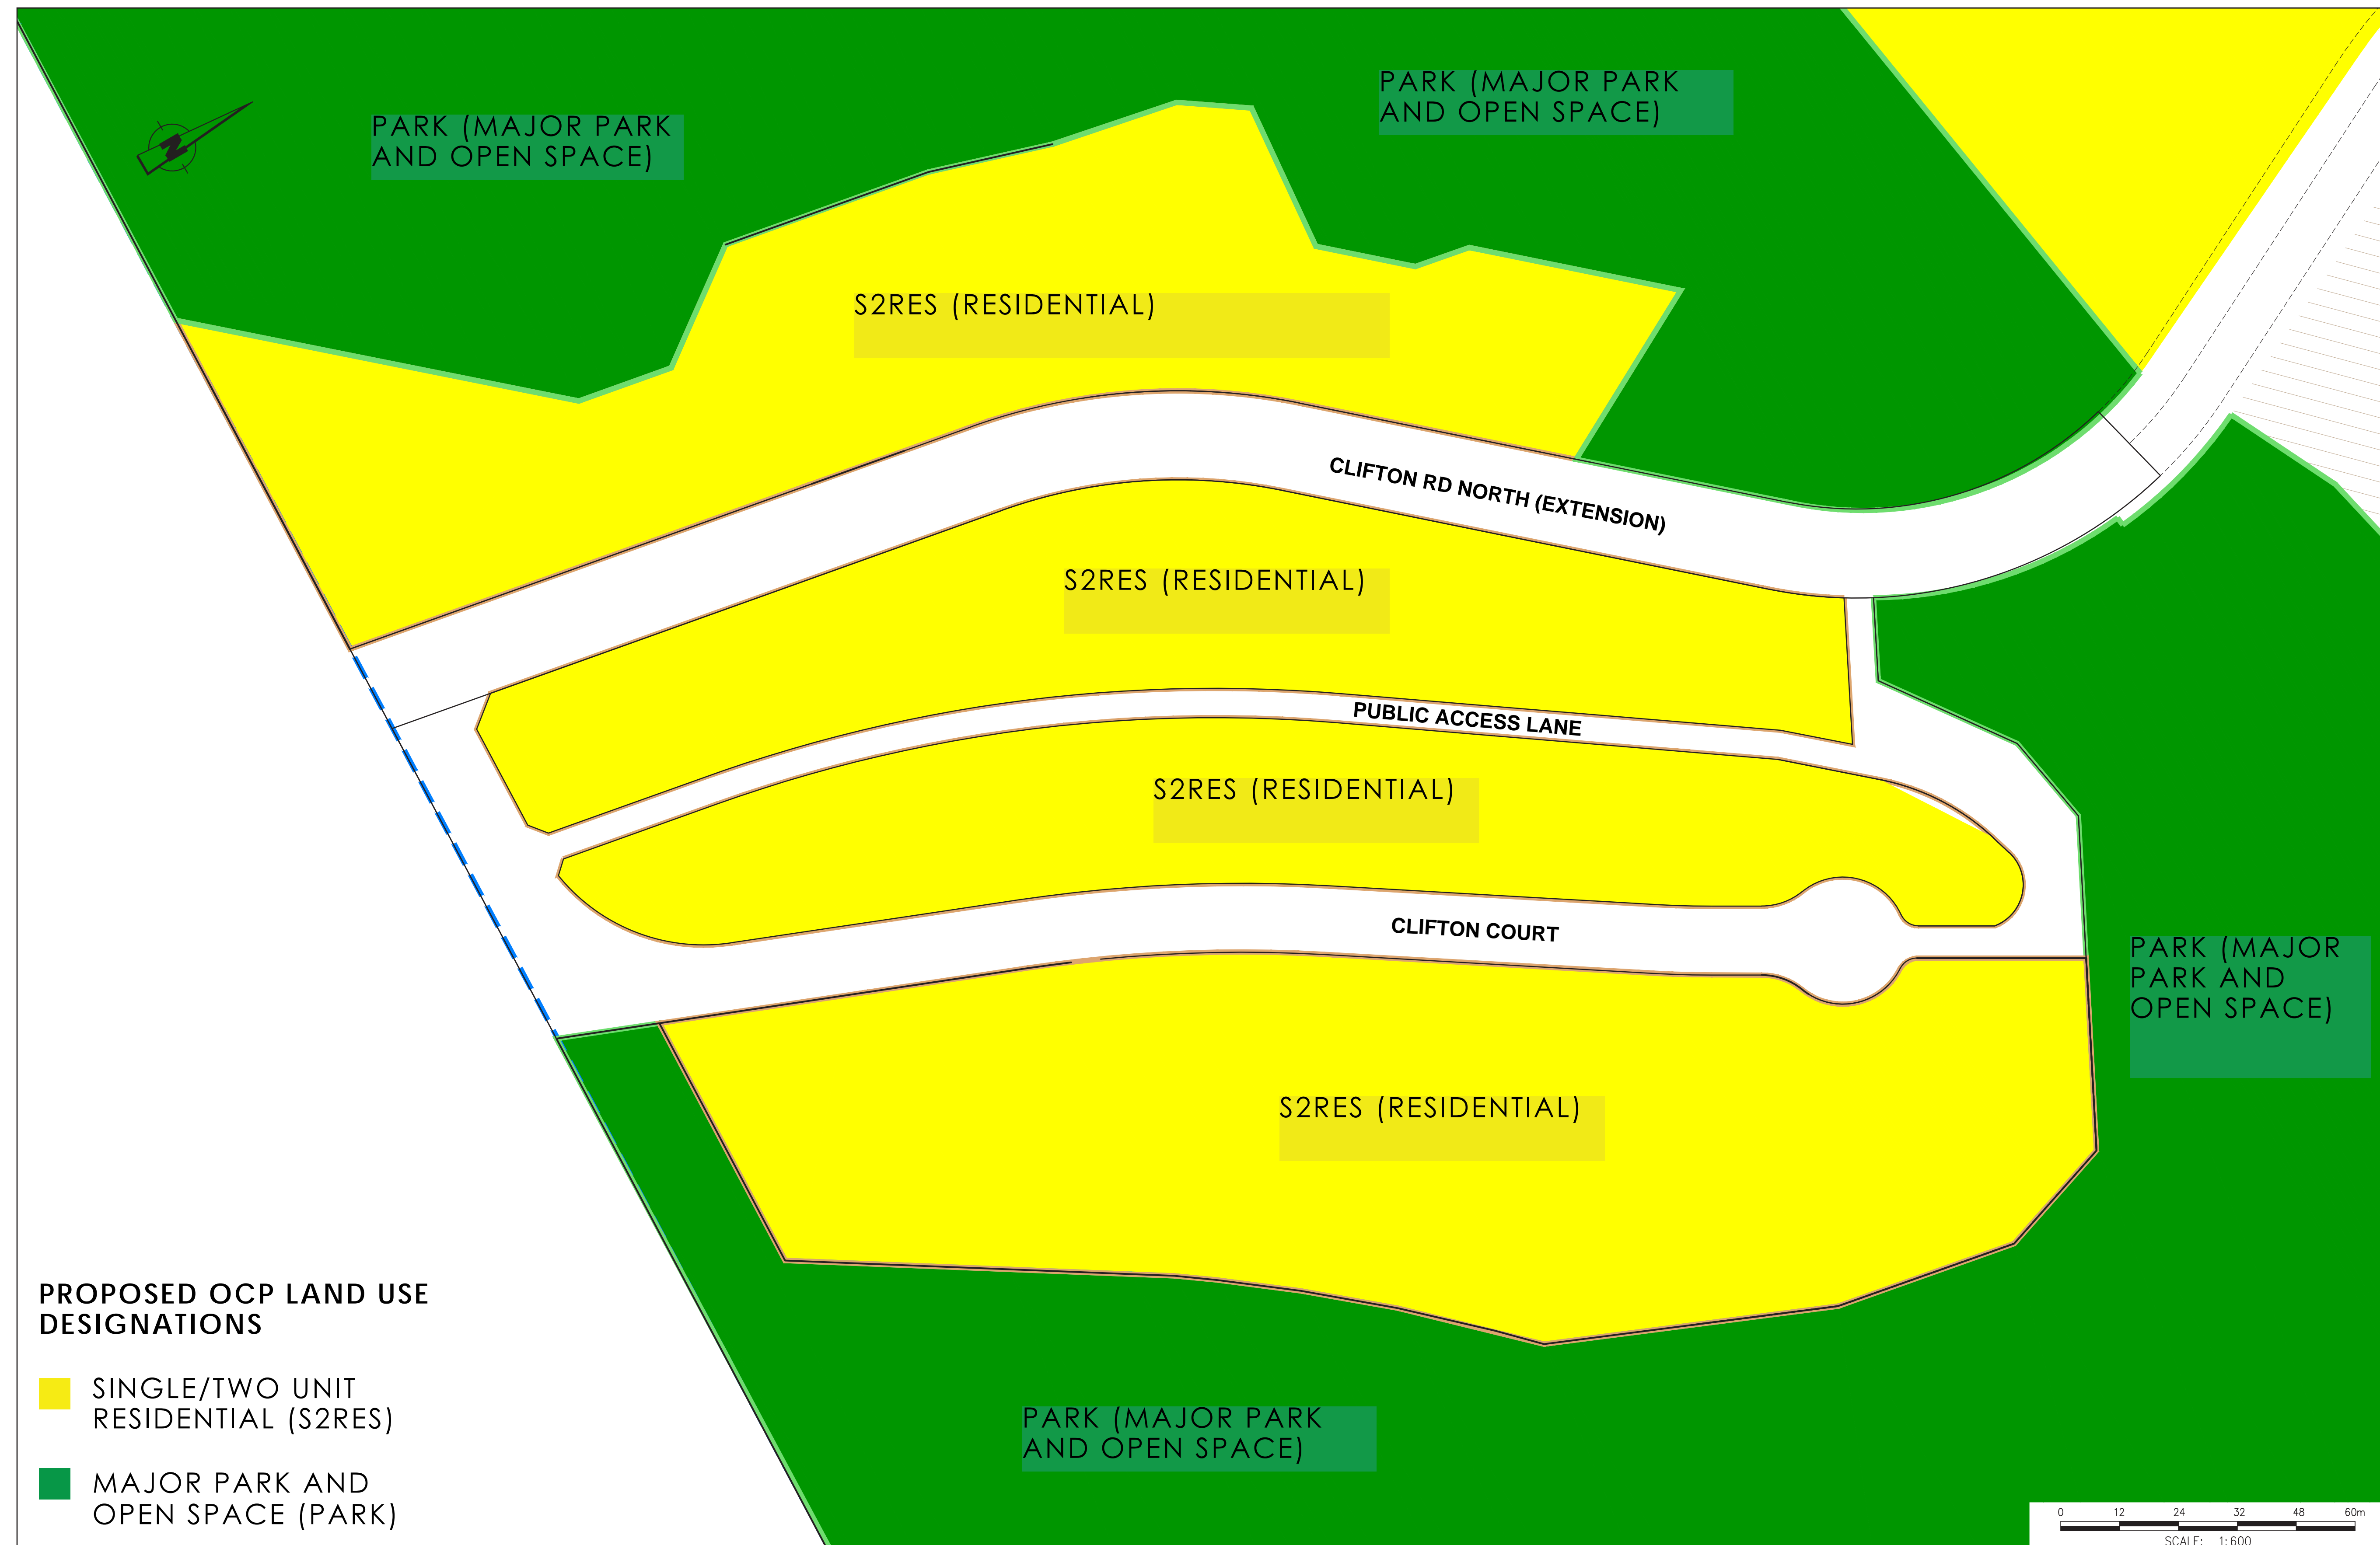 PARK (MAJOR PARK
AND OPEN SPACE)
PARK (MAJOR PARK
AND OPEN SPACE)
N
S2RES (RESIDENTIAL)
CLIFTON RD NORTH (EXTENSION)
S2RES (RESIDENTIAL)
PUBLIC ACCESS LANE
S2RES (RESIDENTIAL)
CLIFTON COURT
PARK (MAJOR
PARK AND
OPEN SPACE)
S2RES (RESIDENTIAL)
PROPOSED OCP LAND USE
DESIGNATIONS
SINGLE/TWO UNIT
RESIDENTIAL (S2RES)
MAJOR PARK AND
OPEN SPACE (PARK)
PARK (MAJOR PARK
AND OPEN SPACE)
0 12 24 32 48 60m
SCALE: 1:600